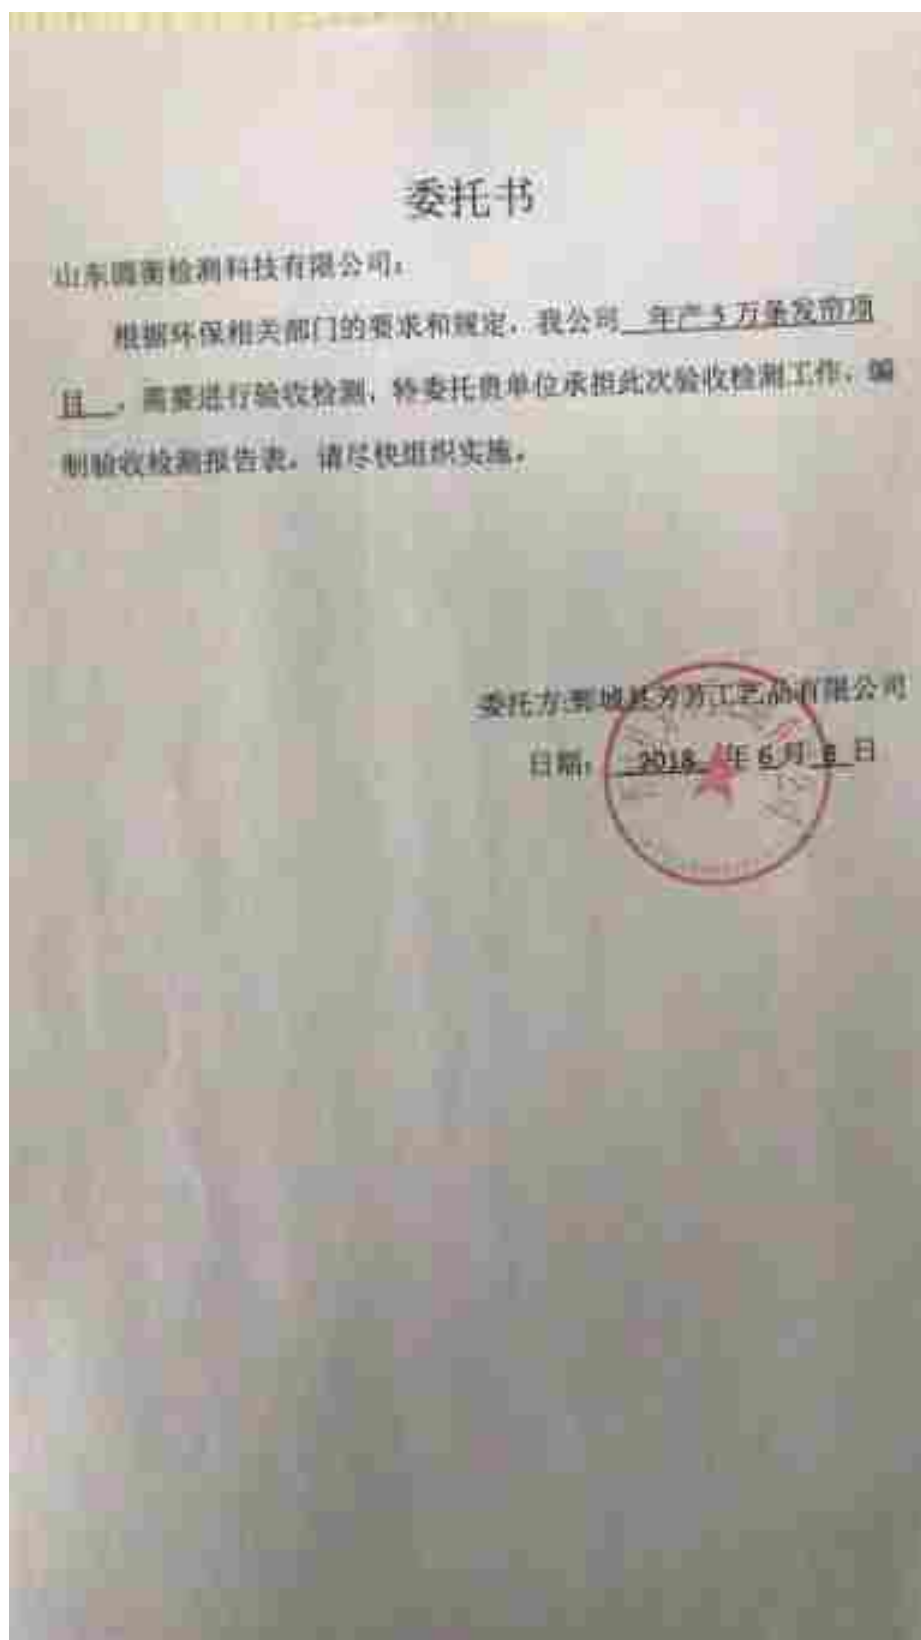 委托书
山东圆衡检测科技有限公司：
根据环保相关部门的要求和规定，我公司 年产5万条发帘项
目 ，需要进行验收检测，特委托贵单位承担此次验收检测工作，编
制验收检测报告表。请尽快组织实施。
委托方:鄄城县芳芳工艺品有限公司
日期： 2018 年 6 月 8 日